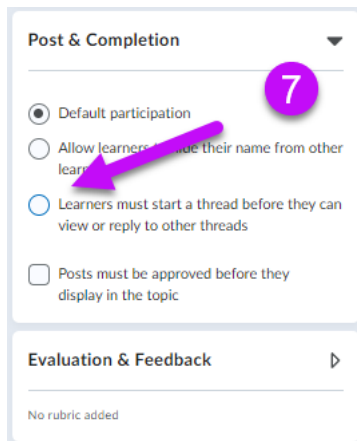 Post & Completion
7
Default participation
Allow learners their name from other
Learners must start a thread before they can
view or reply to other threads
Posts must be approved before they
display in the topic
Evaluation & Feedback
No rubric added